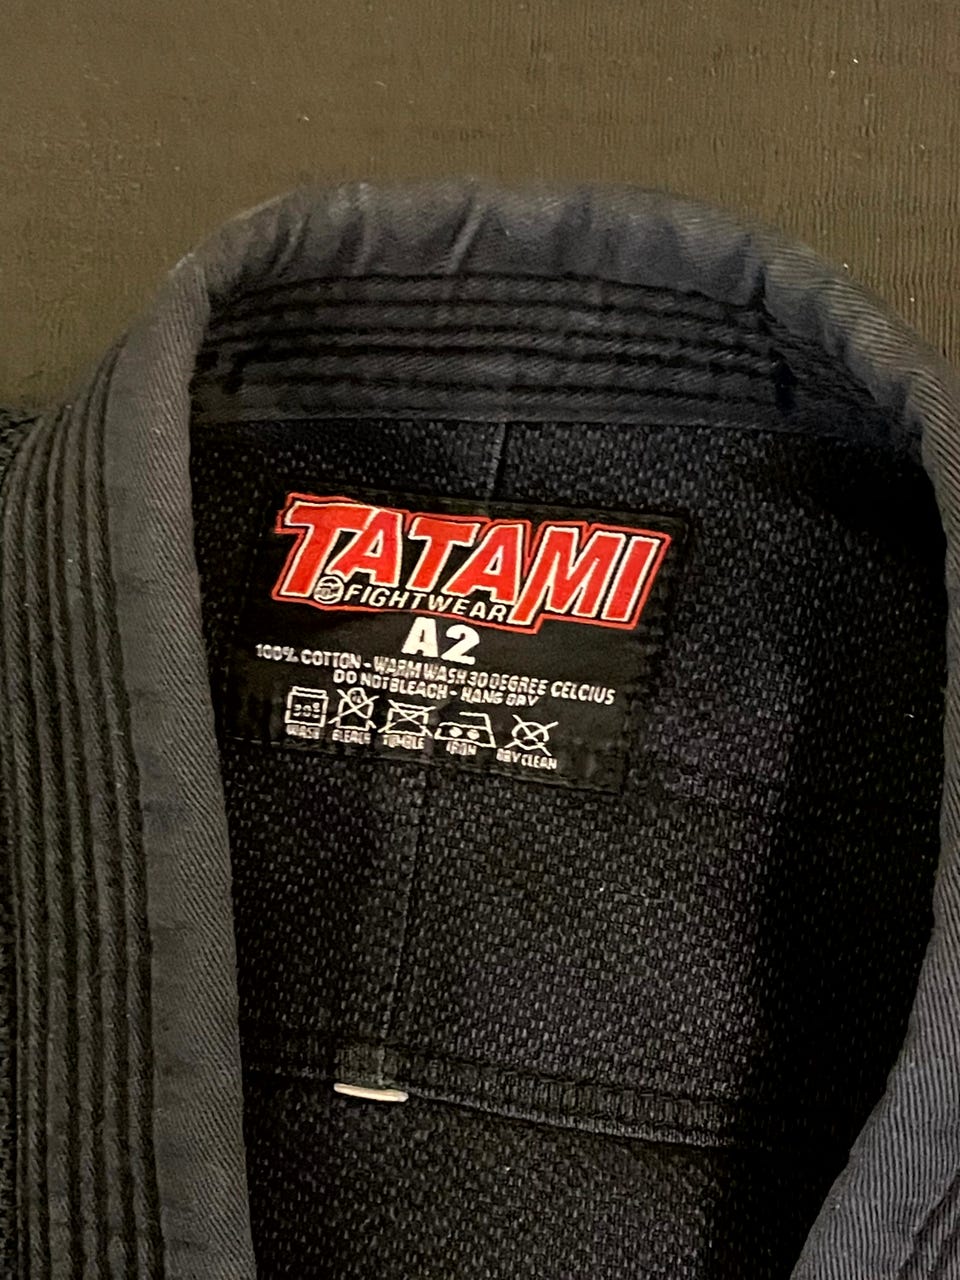 TATAMI
FIGHTWEAR
A2
100% COTTON - WARM WASH 30 DEGREE CELCIUS
DO NOT BLEACH - HANG DRY
30°
WASH BLEACH TUMBLE IRON DRY CLEAN